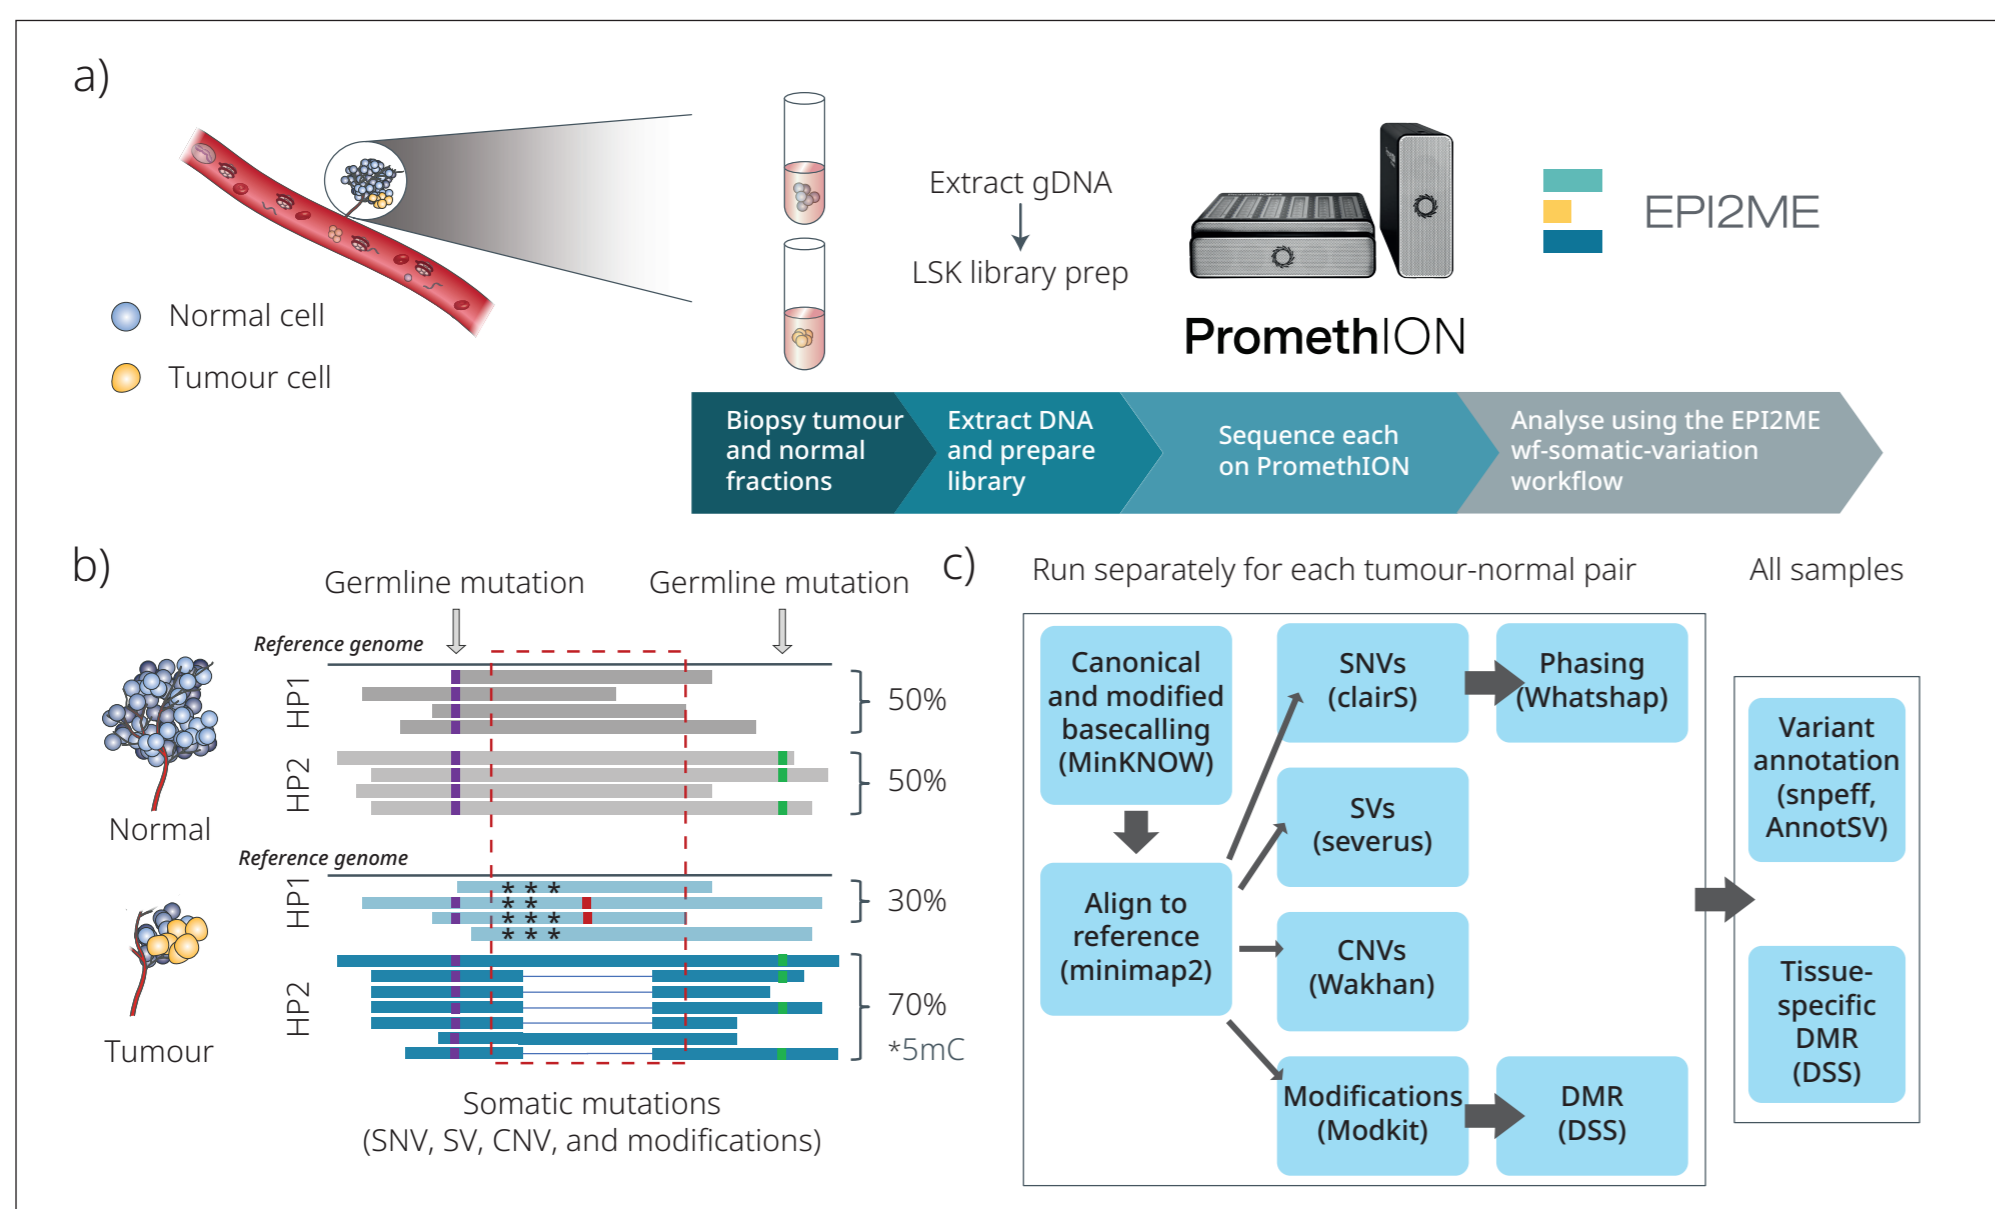 a)
Normal cell
Tumour cell
Extract gDNA
LSK library prep
PromethION
EPI2ME
Biopsy tumour
and normal
fractions
Extract DNA
and prepare
library
Sequence each
on PromethION
Analyse using the EPI2ME
wf-somatic-variation
workflow
b)
Germline mutation
Germline mutation
Reference genome
HP1
50%
HP2
50%
Normal
Reference genome
HP1
* * *
* *
* * *
* * *
30%
HP2
70%
*5mC
Tumour
Somatic mutations
(SNV, SV, CNV, and modifications)
c)
Run separately for each tumour-normal pair
All samples
Canonical
and modified
basecalling
(MinKNOW)
Align to
reference
(minimap2)
SNVs
(clairS)
Phasing
(Whatshap)
SVs
(severus)
CNVs
(Wakhan)
Modifications
(Modkit)
DMR
(DSS)
Variant
annotation
(snpeff,
AnnotSV)
Tissue-
specific
DMR
(DSS)